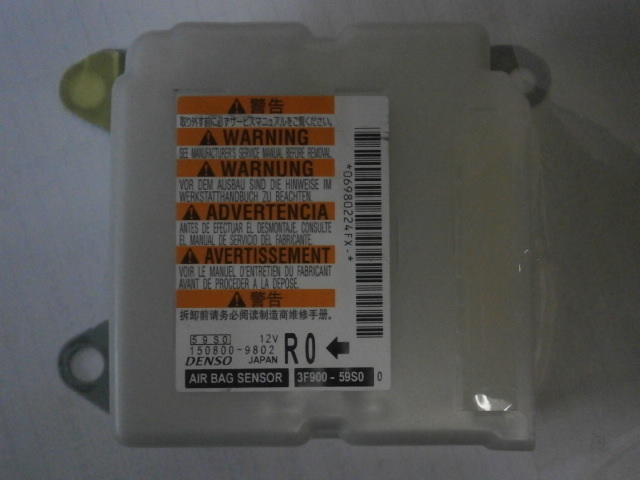 警告
取り外す前に必ずサービスマニュアルをご覧ください。
WARNING
SEE MANUFACTURER'S SERVICE MANUAL BEFORE REMOVAL.
WARNUNG
VOR DEM AUSBAU SIND DIE HINWEISE IM
WERKSTATTHANDBUCH ZU BEACHTEN.
ADVERTENCIA
ANTES DE EFECTUAR EL DESMONTAJE, CONSULTE
EL MANUAL DE SERVICIO DEL FABRICANTE.
AVERTISSEMENT
VOIR LE MANUEL D'ENTRETIEN DU FABRICANT
AVANT DE PROCÉDER À LA DÉPOSE.
警告
拆卸前请务必阅读制造商维修手册。
59S0 12V
150800-9802 R0
DENSO JAPAN
AIR BAG SENSOR 3F900-59S0 0
*06980224FX-*